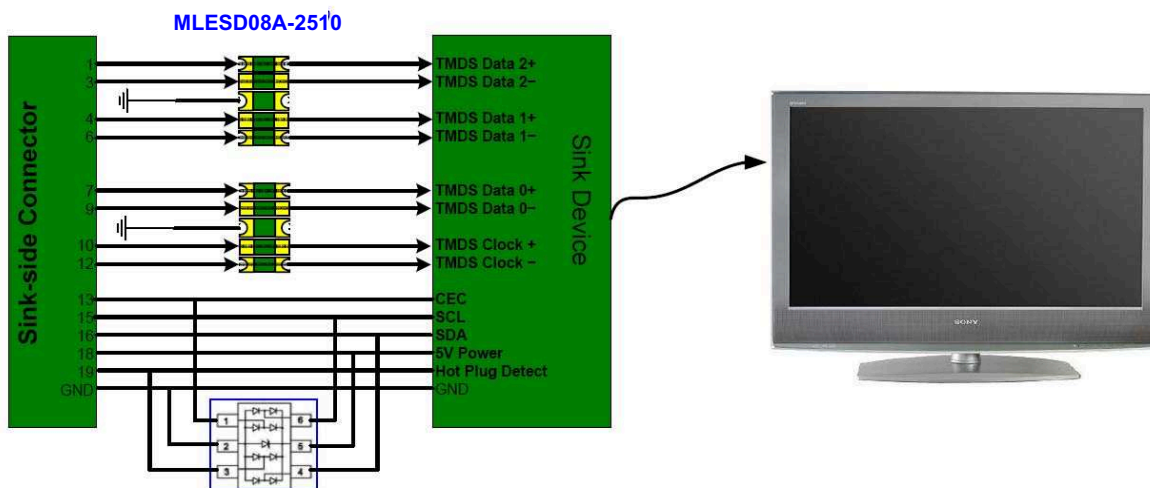 MLESD08A-2510
Sink-side Connector
1
3
4
6
7
9
10
12
13
15
16
18
19
GND
TMDS Data 2+
TMDS Data 2−
TMDS Data 1+
TMDS Data 1−
TMDS Data 0+
TMDS Data 0−
TMDS Clock +
TMDS Clock −
CEC
SCL
SDA
5V Power
Hot Plug Detect
GND
Sink Device
1
2
3
6
5
4
SONY